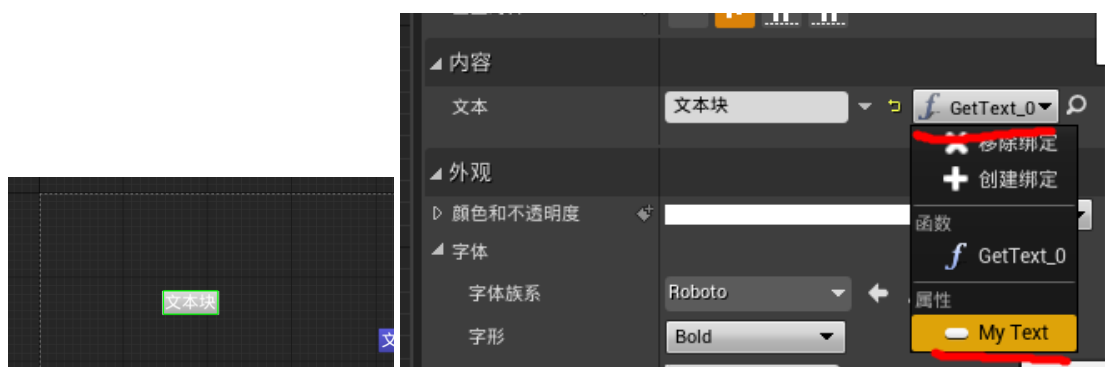 内容
文本
文本块
GetText_0
移除绑定
外观
创建绑定
颜色和不透明度
函数
GetText_0
字体
文本块
字体族系
Roboto
属性
文
字形
Bold
My Text